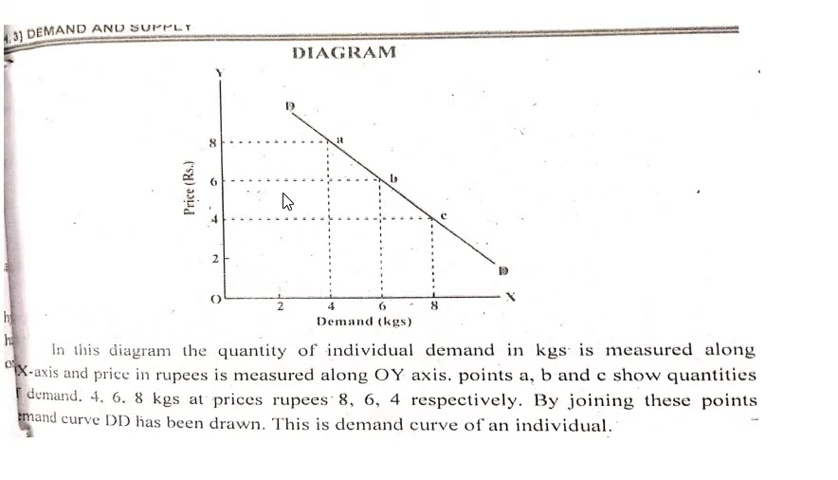 4.3] DEMAND AND SUPPLY
DIAGRAM
Y
D
8 a
Price (Rs.)
6 b
4 c
2
D
O 2 4 6 8 X
Demand (kgs)
In this diagram the quantity of individual demand in kgs is measured along
X-axis and price in rupees is measured along OY axis. points a, b and c show quantities
demand. 4. 6. 8 kgs at prices rupees 8, 6, 4 respectively. By joining these points
mand curve DD has been drawn. This is demand curve of an individual.